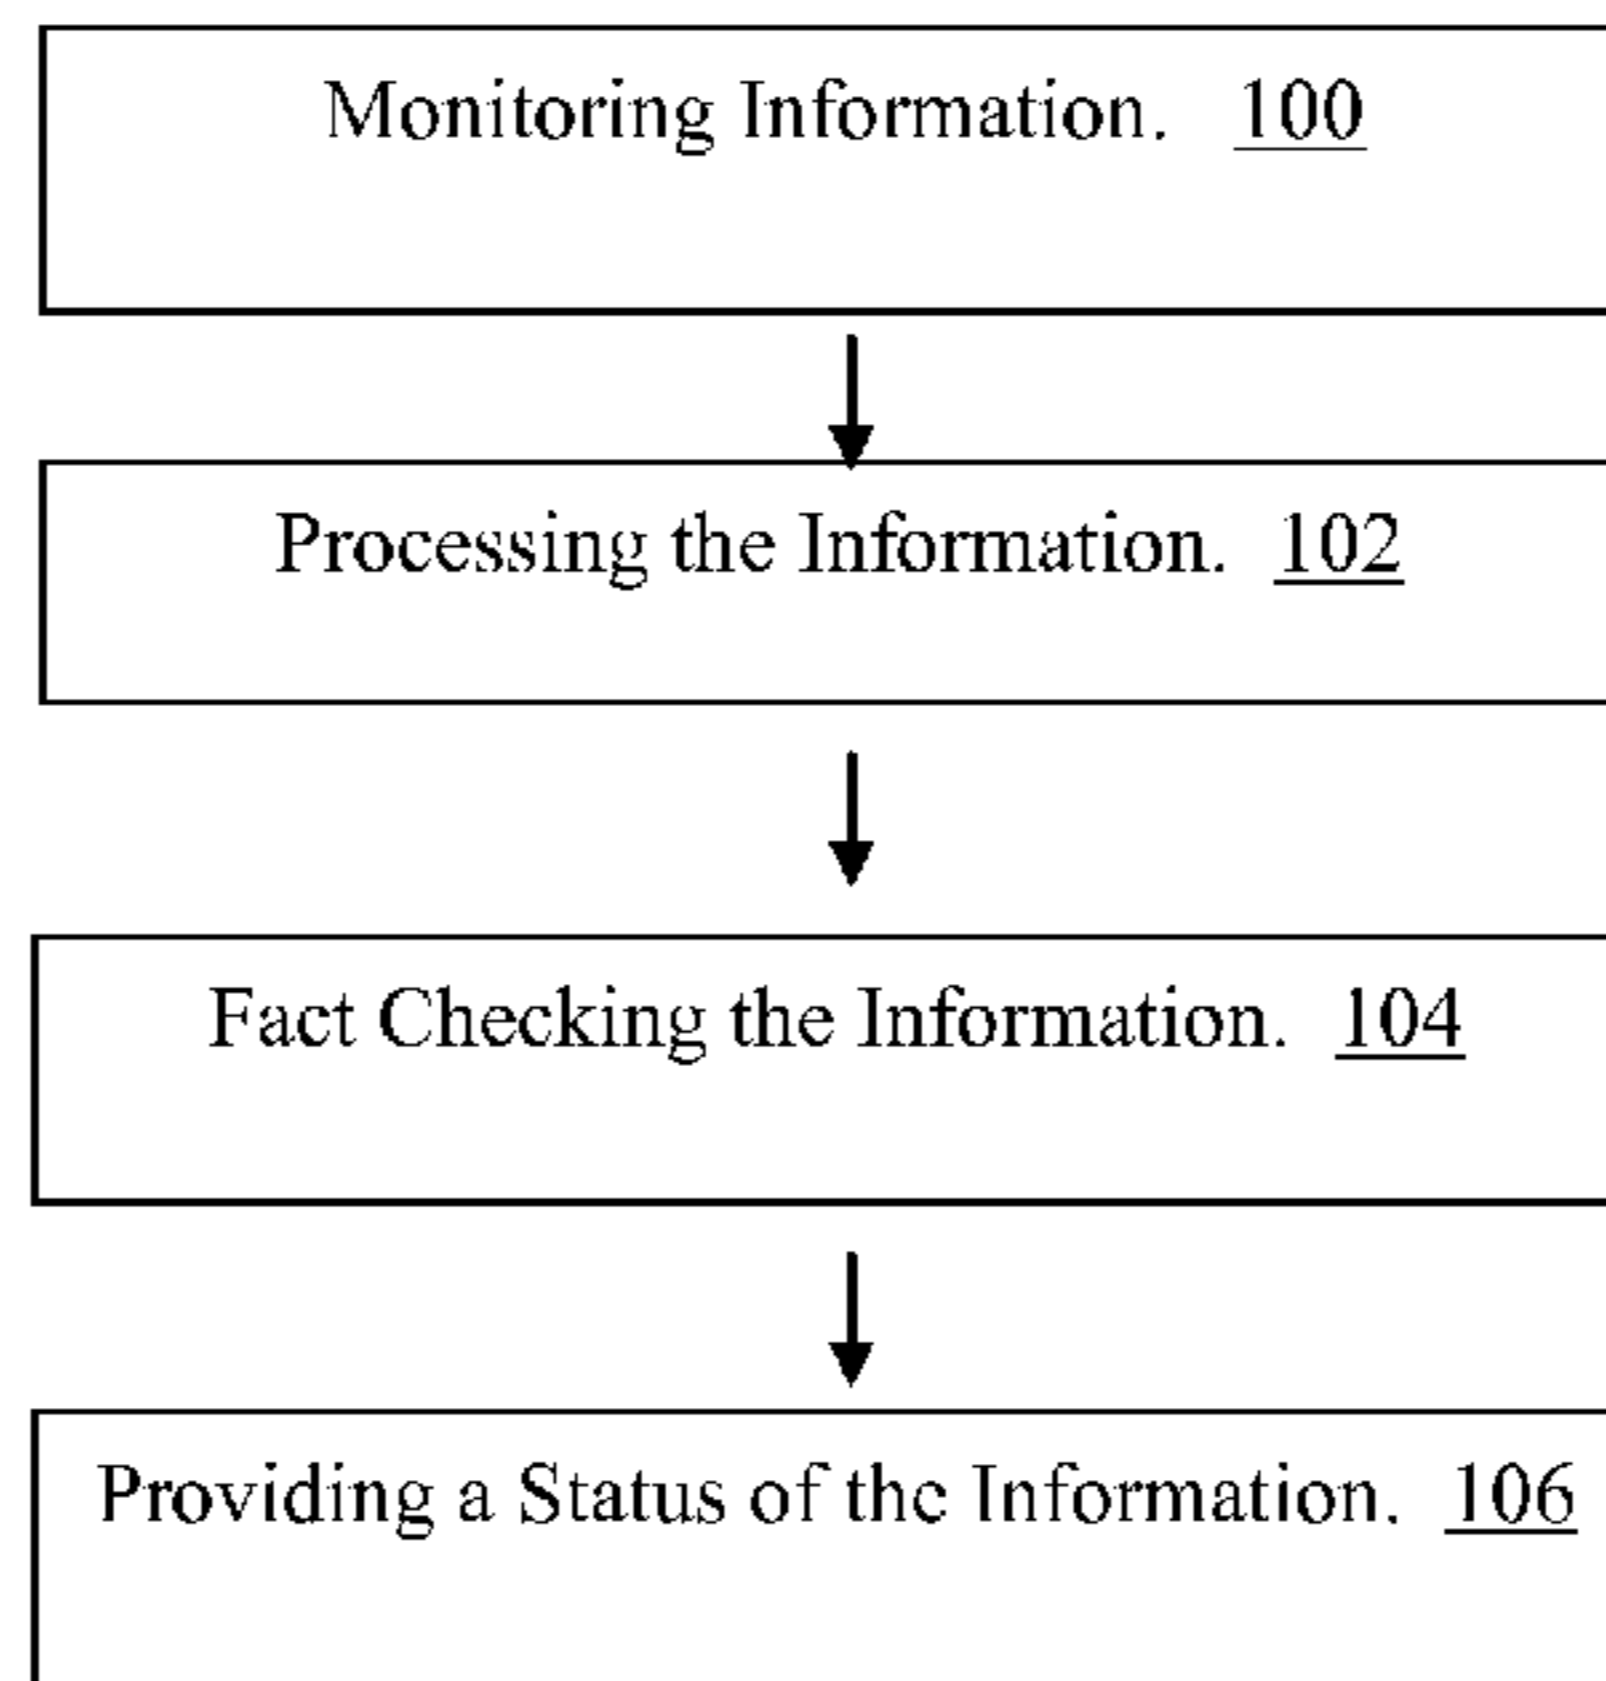 Monitoring Information. 100
Processing the Information. 102
Fact Checking the Information. 104
Providing a Status of the Information. 106